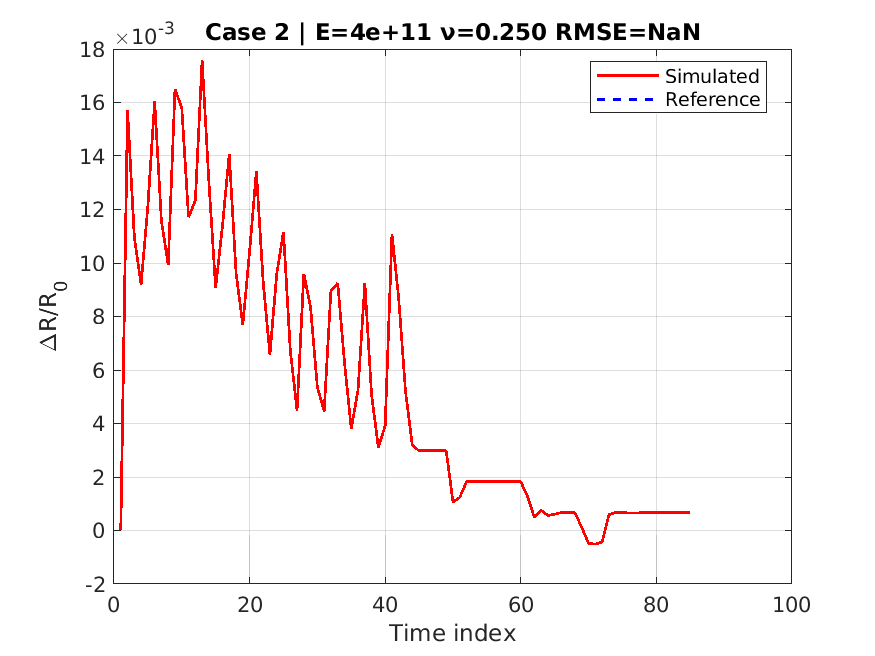 Case 2 | E=4e+11 ν=0.250 RMSE=NaN
×10^-3
18
16
14
12
10
8
6
4
2
0
-2
ΔR/R_0
Simulated
Reference
0 20 40 60 80 100
Time index